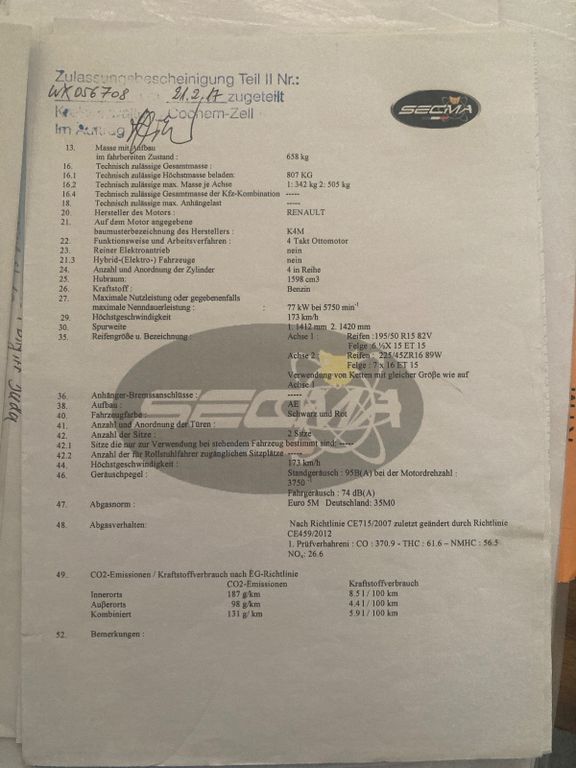 Zulassungsbescheinigung Teil II Nr.:
WX056708 21.2.17 zugeteilt
SECMA
Cochem-Zell
Im Auftrag
13. Masse mit Aufbau
im fahrbereiten Zustand : 658 kg
16. Technisch zulässige Gesamtmasse :
16.1 Technisch zulässige Höchstmasse beladen: 807 KG
16,2 Technisch zulässige max. Masse je Achse 1: 342 kg 2: 505 kg
16.4 Technisch zulässige Gesamtmasse der Kfz-Kombination -----
18. Technisch zulässige max. Anhängelast -----
20. Hersteller des Motors : RENAULT
21. Auf dem Motor angegebene
baumusterbezeichnung des Herstellers : K4M
22. Funktionsweise und Arbeitsverfahren : 4 Takt Ottomotor
23. Reiner Elektroantrieb nein
21.3 Hybrid-(Elektro-) Fahrzeuge nein
24. Anzahl und Anordnung der Zylinder 4 in Reihe
25. Hubraum: 1598 cm3
26. Kraftstoff : Benzin
27. Maximale Nutzleistung oder gegebenenfalls
maximale Nenndauerleistung : : 77 kW bei 5750 min⁻¹
29. Höchstgeschwindigkeit 173 km/h
30. Spurweite 1. 1412 mm 2. 1420 mm
35. Reifengröße u. Bezeichnung : Achse 1 : Reifen :195/50 R15 82V
Felge :6 ½X 15 ET 15
Achse 2 : Reifen : 225/45ZR16 89W
Felge : 7 x 16 ET 15
Verwendung von Ketten mit gleicher Größe wie auf
Achse 1
36. Anhänger-Bremsanschlüsse : -----
38. Aufbau : AE
40. Fahrzeugfarbe : Schwarz und Rot
41. Anzahl und Anordnung der Türen :
42. Anzahl der Sitze : 2 Sitze
42.1 Sitze die nur zur Verwendung bei stehendem Fahrzeug bestimmt sind: -----
42.2 Anzahl der für Rollstuhlfahrer zugänglichen Sitzplätze -----
44. Höchstgeschwindigkeit : 173 km/h
46. Geräuschpegel : Standgeräusch : 95B(A) bei der Motordrehzahl :
3750 ⁻¹
Fahrgeräusch : 74 dB(A)
47. Abgasnorm : Euro 5M Deutschland: 35M0
48. Abgasverhalten: Nach Richtlinie CE715/2007 zuletzt geändert durch Richtlinie
CE459/2012
1. Prüfverfahreni : CO : 370.9 - THC : 61.6 – NMHC : 56.5
NOₓ: 26.6
SECMA
49. CO2-Emissionen / Kraftstoffverbrauch nach EG-Richtlinie
CO2-Emissionen Kraftstoffverbrauch
Innerorts 187 g/km 8.5 l / 100 km
Außerorts 98 g/km 4.4 l / 100 km
Kombiniert 131 g/ km 5.9 l / 100 km
52. Bemerkungen :